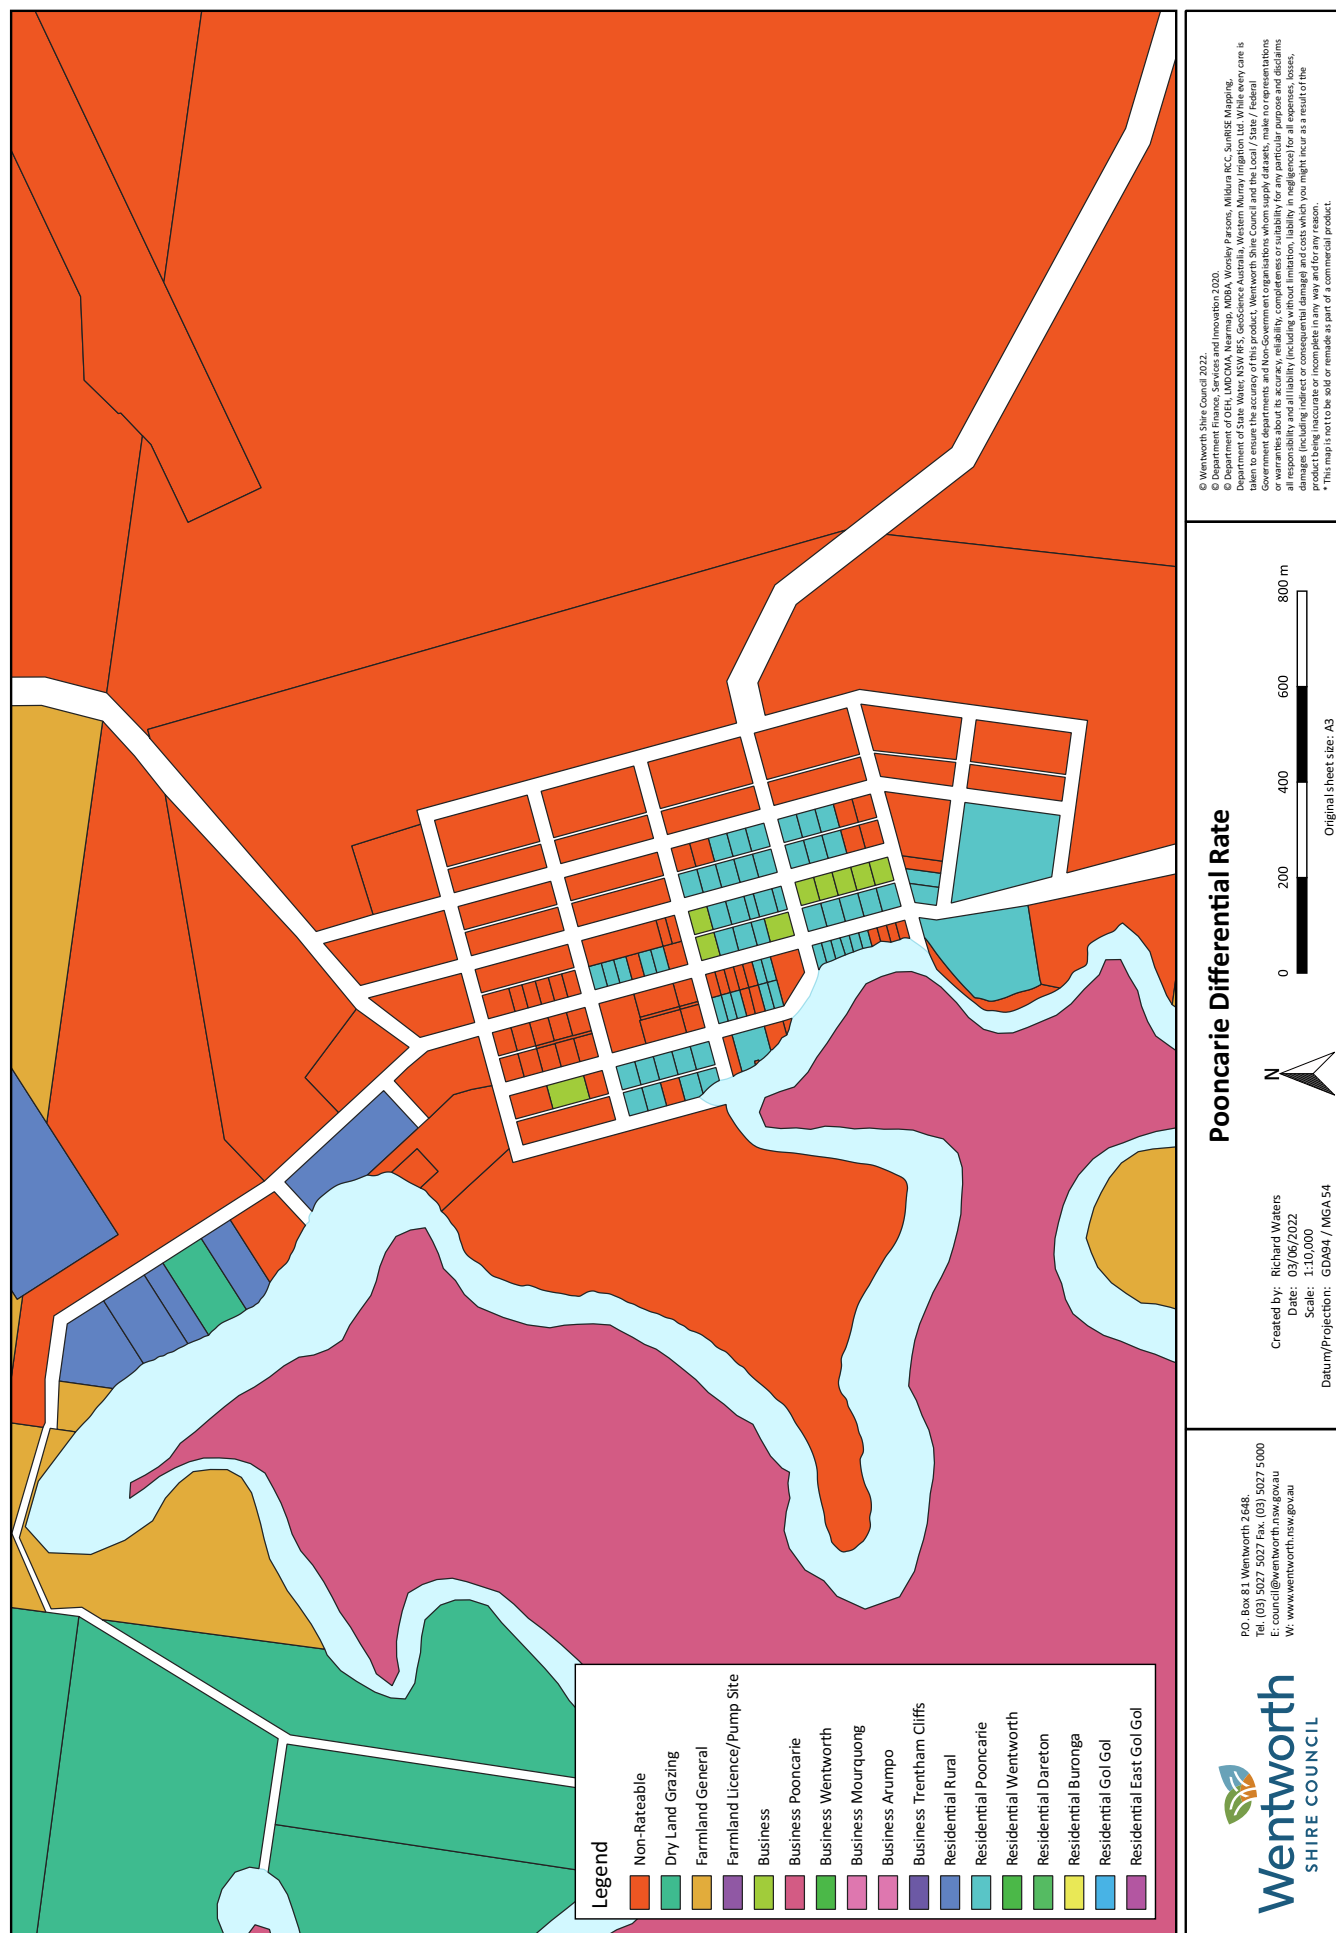 Legend
Non-Rateable
Dry Land Grazing
Farmland General
Farmland Licence/Pump Site
Business
Business Pooncarie
Business Wentworth
Business Mourquong
Business Arumpo
Business Trentham Cliffs
Residential Rural
Residential Pooncarie
Residential Wentworth
Residential Dareton
Residential Buronga
Residential Gol Gol
Residential East Gol Gol
Wentworth
SHIRE COUNCIL
P.O. Box 81 Wentworth 2648.
Tel. (03) 5027 5027 Fax. (03) 5027 5000
E: council@wentworth.nsw.gov.au
W: www.wentworth.nsw.gov.au
Pooncarie Differential Rate
Created by: Richard Waters
Date: 03/06/2022
Scale: 1:10,000
Datum/Projection: GDA94 / MGA 54
N
0 200 400 600 800 m
Original sheet size: A3
© Wentworth Shire Council 2022.
© Department Finance, Services and Innovation 2020.
© Department of OEH, LMDCMA, Nearmap, MDBA, Worsley Parsons, Mildura RCC, SunRISE Mapping,
Department of State Water, NSW RFS, GeoScience Australia, Western Murray Irrigation Ltd. While every care is
taken to ensure the accuracy of this product, Wentworth Shire Council and the Local / State / Federal
Government departments and Non-Government organisations whom supply datasets, make no representations
or warranties about its accuracy, reliability, completeness or suitability for any particular purpose and disclaims
all responsibility and all liability (including without limitation, liability in negligence) for all expenses, losses,
damages (including indirect or consequential damage) and costs which you might incur as a result of the
product being inaccurate or incomplete in any way and for any reason.
* This map is not to be sold or remade as part of a commercial product.